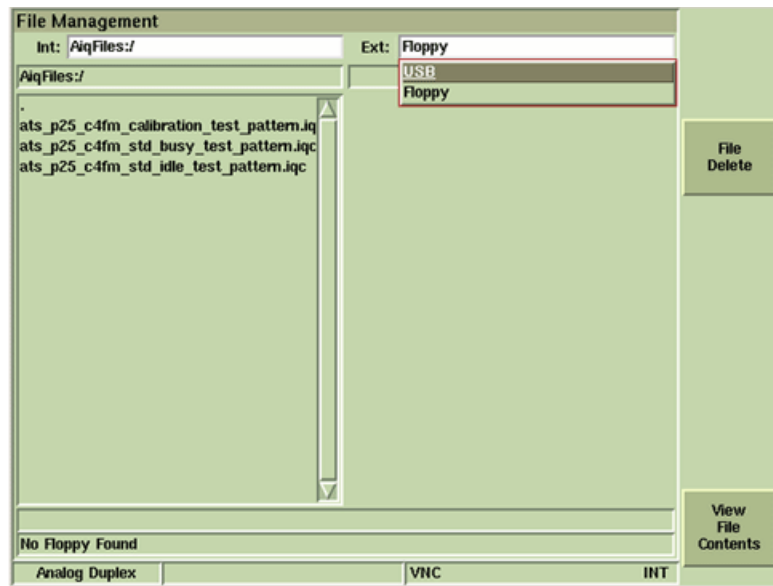 File Management
Int: AiqFiles:/ Ext: Floppy
AiqFiles:/
USB
Floppy
.
ats_p25_c4fm_calibration_test_pattern.iq
ats_p25_c4fm_std_busy_test_pattern.iqc
ats_p25_c4fm_std_idle_test_pattern.iqc
File
Delete
View
File
Contents
No Floppy Found
Analog Duplex VNC INT